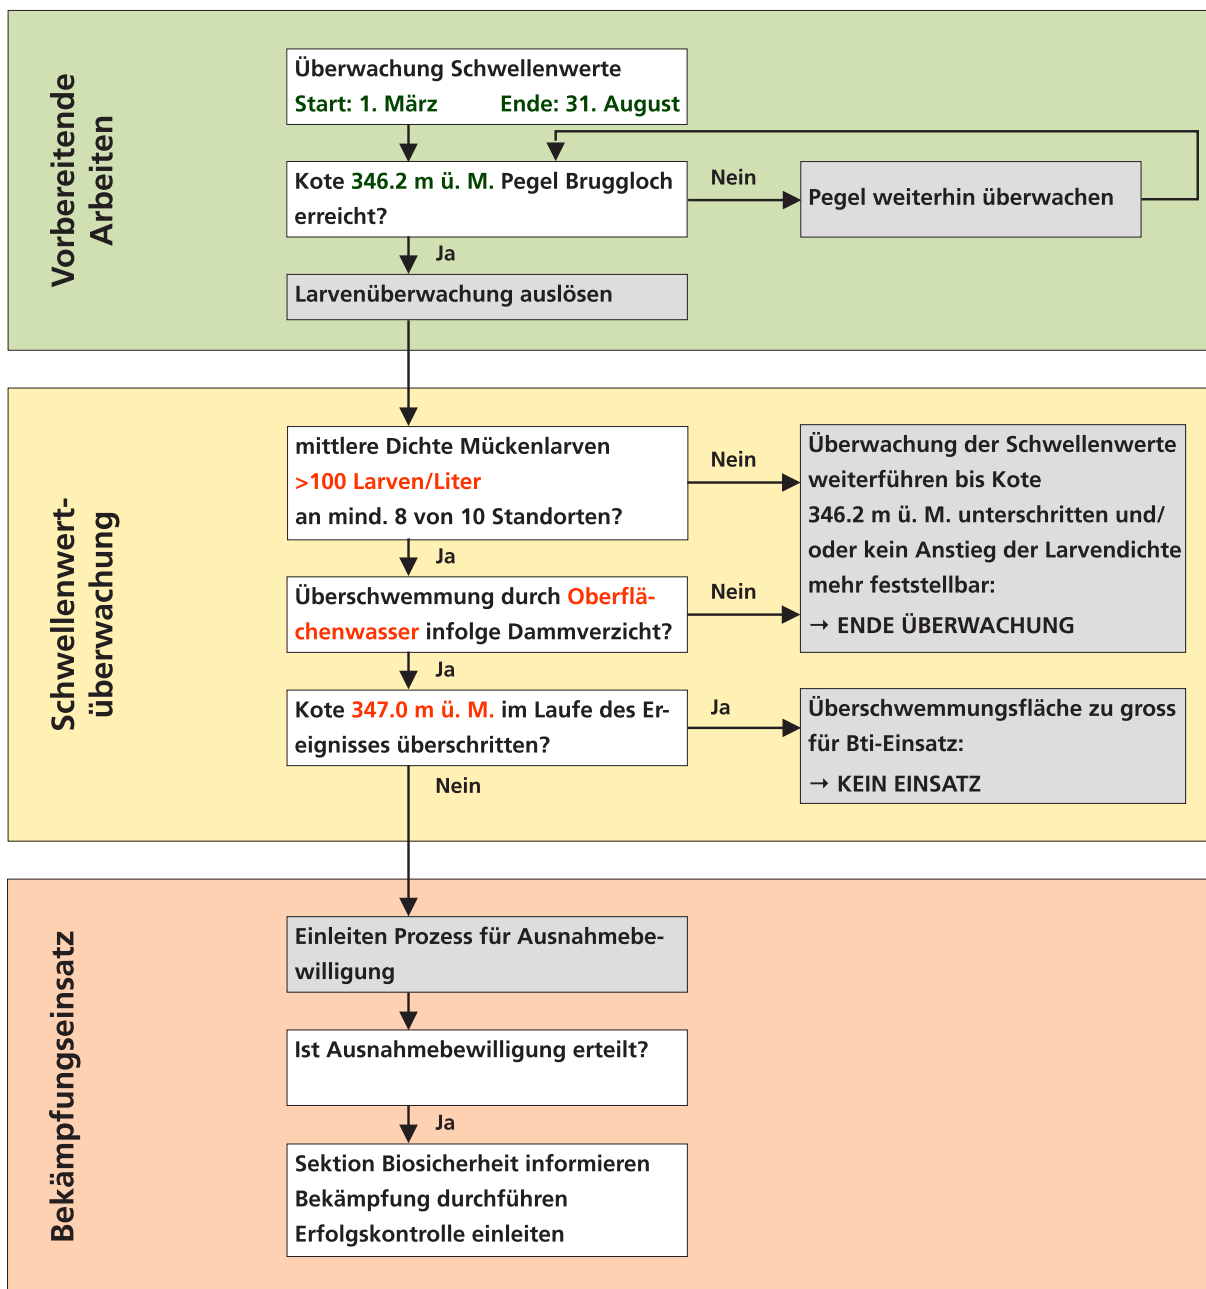 Vorbereitende
Arbeiten
Überwachung Schwellenwerte
Start: 1. März Ende: 31. August
Kote 346.2 m ü. M. Pegel Bruggloch
erreicht?
Nein
Pegel weiterhin überwachen
Ja
Larvenüberwachung auslösen
Schwellenwert-
überwachung
mittlere Dichte Mückenlarven
>100 Larven/Liter
an mind. 8 von 10 Standorten?
Nein
Überwachung der Schwellenwerte
weiterführen bis Kote
346.2 m ü. M. unterschritten und/
oder kein Anstieg der Larvendichte
mehr feststellbar:
→ ENDE ÜBERWACHUNG
Ja
Überschwemmung durch Oberflä-
chenwasser infolge Dammverzicht?
Nein
Ja
Kote 347.0 m ü. M. im Laufe des Er-
eignisses überschritten?
Ja
Überschwemmungsfläche zu gross
für Bti-Einsatz:
→ KEIN EINSATZ
Nein
Bekämpfungseinsatz
Einleiten Prozess für Ausnahmebe-
willigung
Ist Ausnahmebewilligung erteilt?
Ja
Sektion Biosicherheit informieren
Bekämpfung durchführen
Erfolgskontrolle einleiten